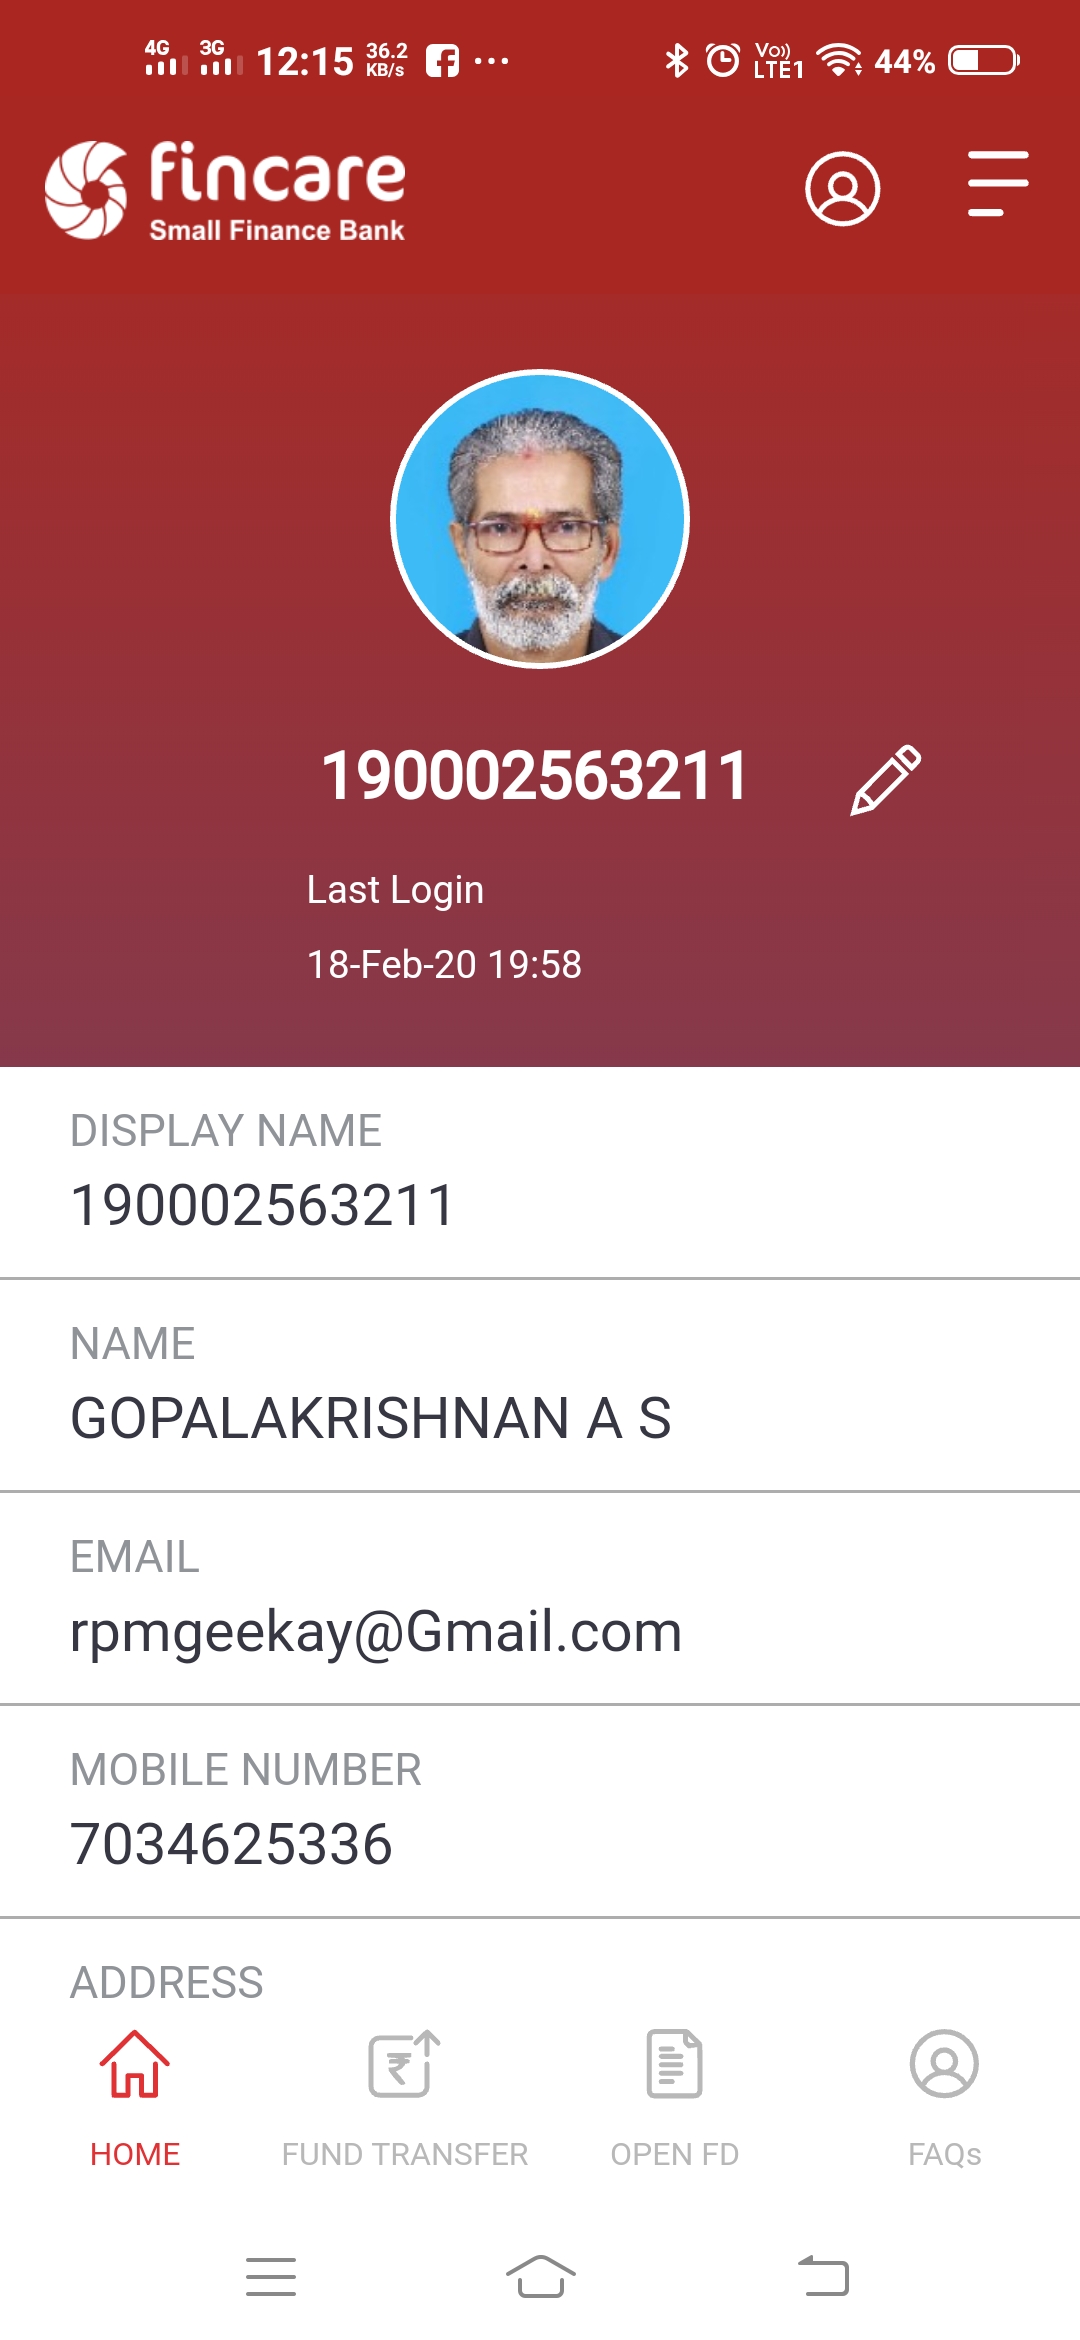 4G 3G 12:15 36.2 KB/s Vo)) LTE1 44%
fincare
Small Finance Bank
190002563211
Last Login
18-Feb-20 19:58
DISPLAY NAME
190002563211
NAME
GOPALAKRISHNAN A S
EMAIL
rpmgeekay@Gmail.com
MOBILE NUMBER
7034625336
ADDRESS
HOME FUND TRANSFER OPEN FD FAQs